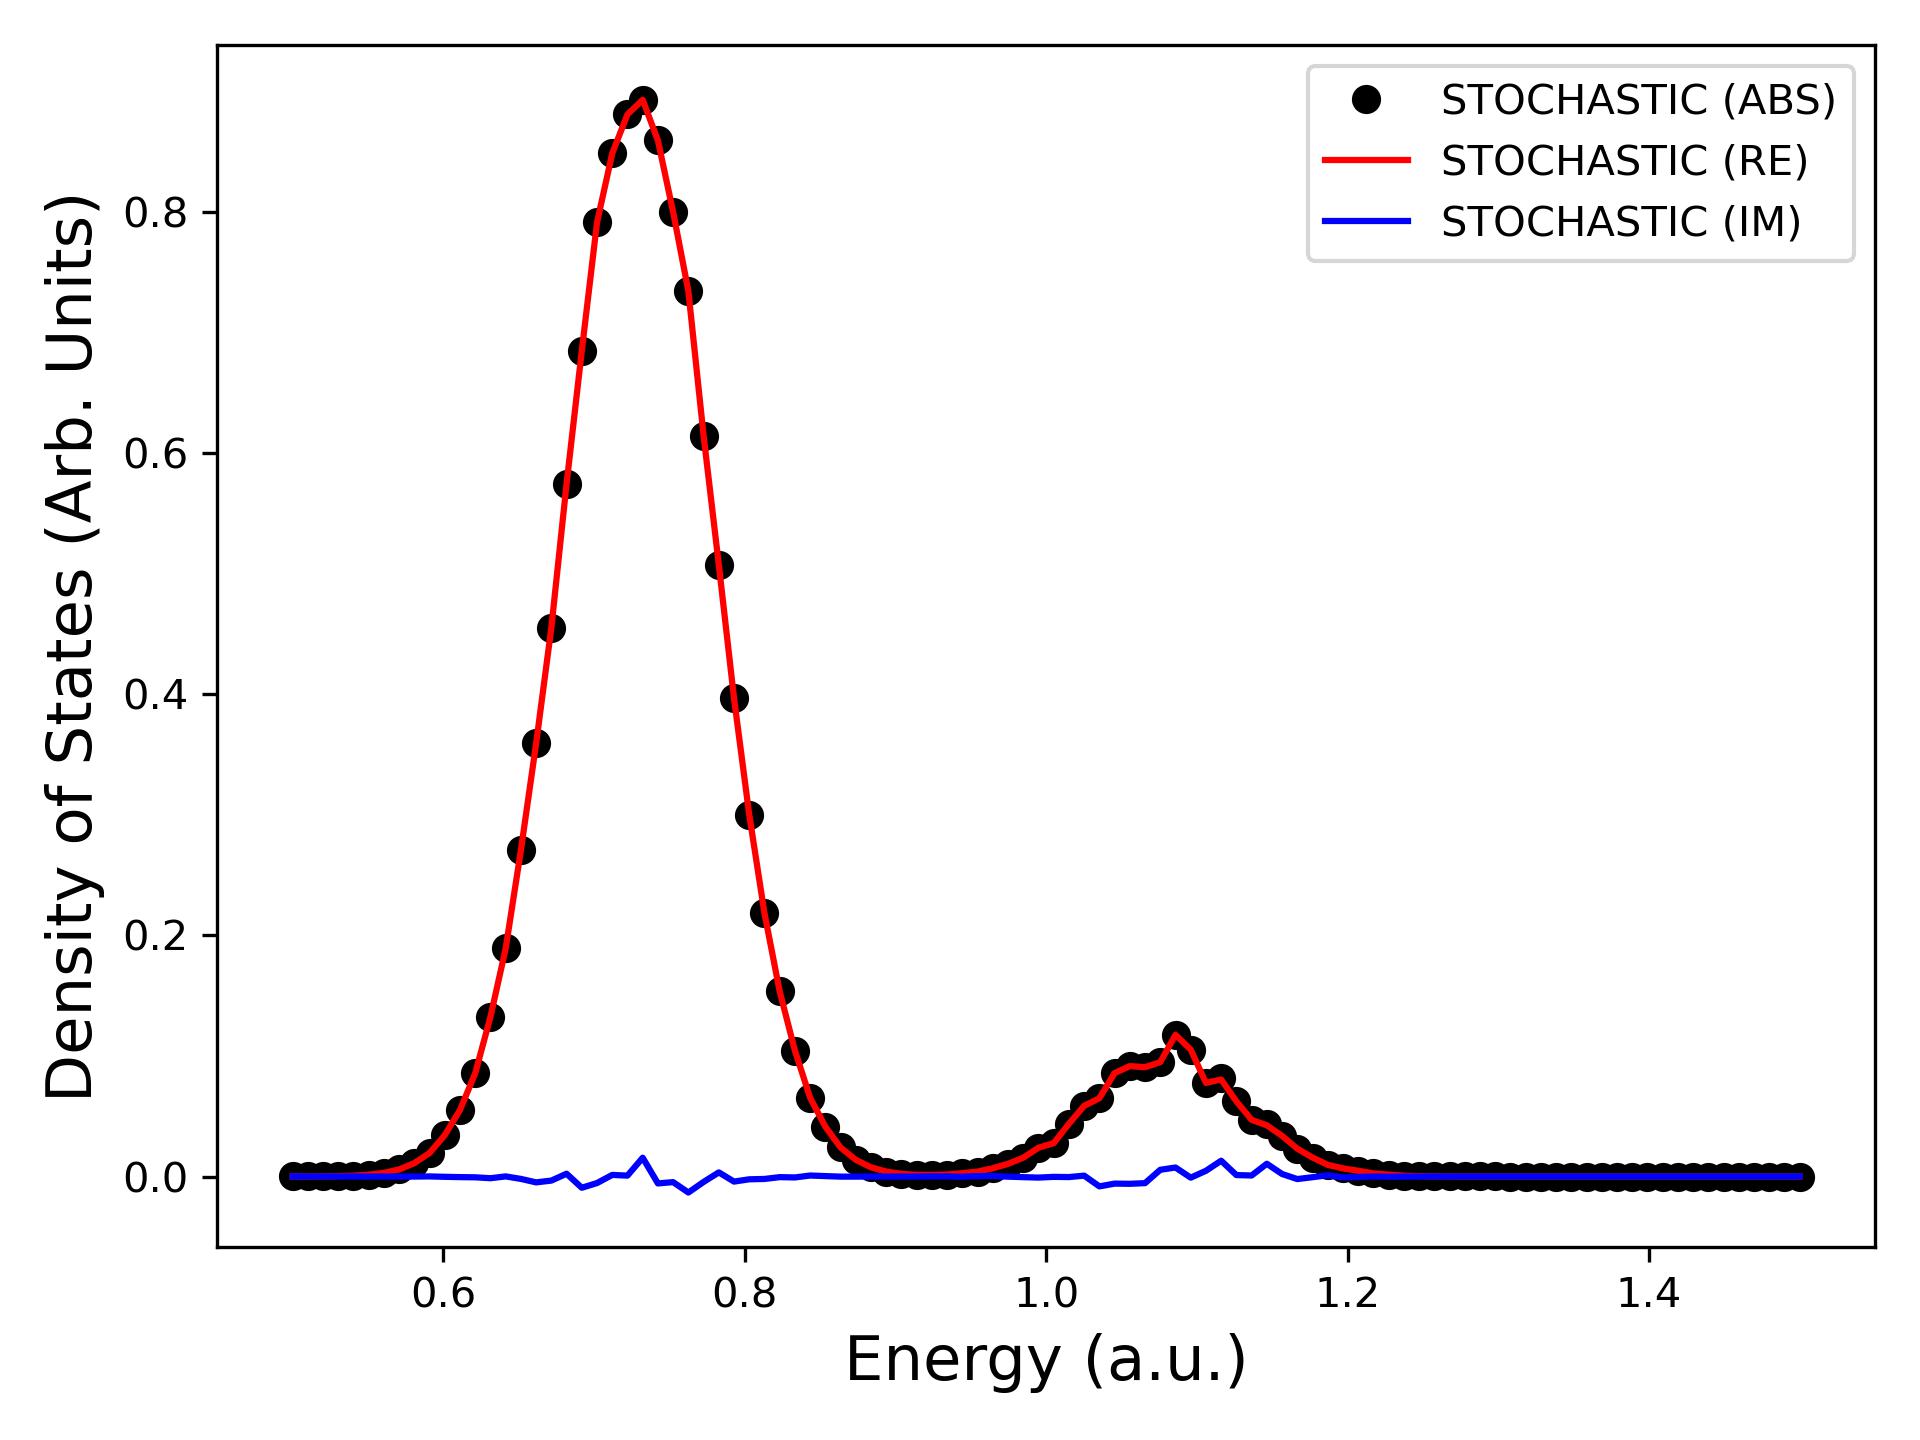 STOCHASTIC (ABS)
STOCHASTIC (RE)
STOCHASTIC (IM)
Density of States (Arb. Units)
0.8
0.6
0.4
0.2
0.0
0.6 0.8 1.0 1.2 1.4
Energy (a.u.)